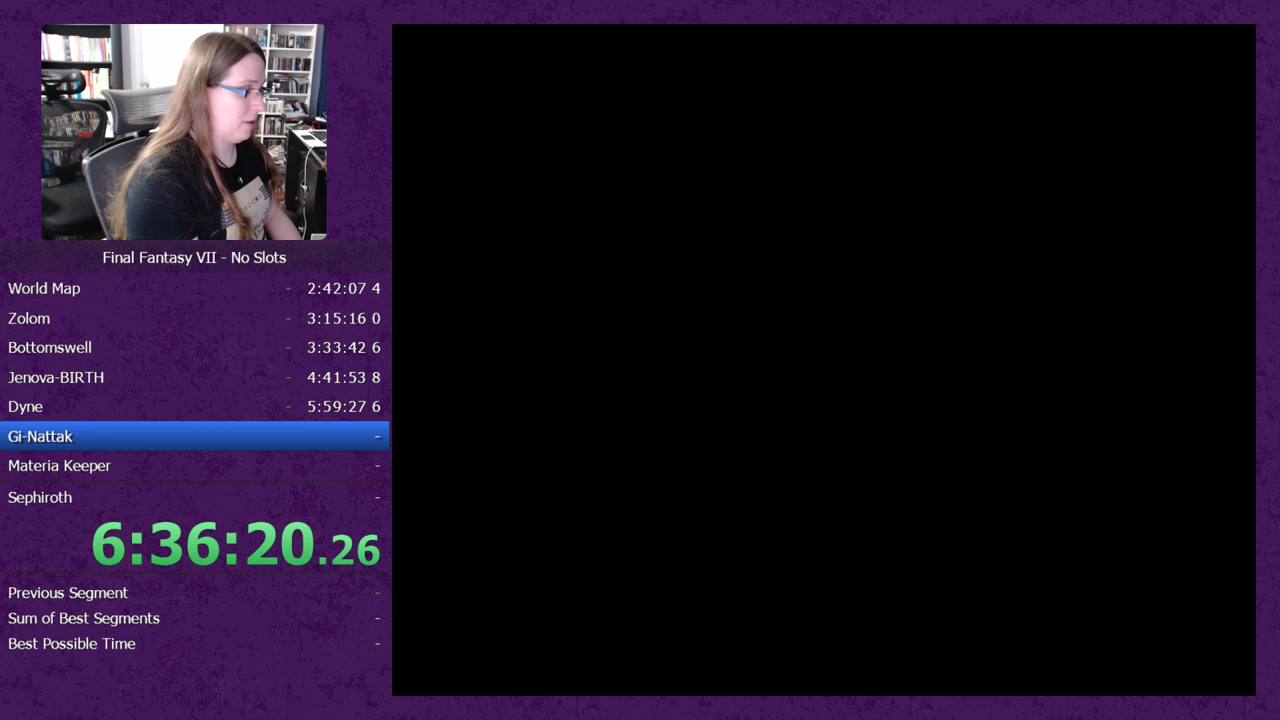 Final Fantasy VII - No Slots
World Map - 2:42:07 4
Zolom - 3:15:16 0
Bottomswell - 3:33:42 6
Jenova-BIRTH - 4:41:53 8
Dyne - 5:59:27 6
Gi-Nattak -
Materia Keeper -
Sephiroth -
6:36:20.26
Previous Segment -
Sum of Best Segments -
Best Possible Time -